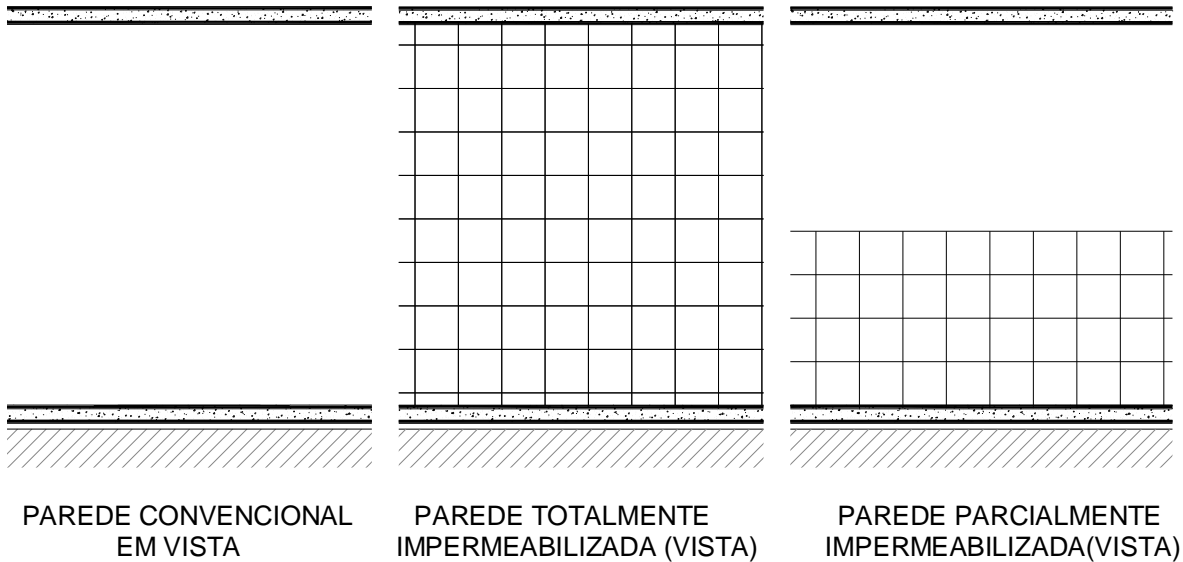 PAREDE CONVENCIONAL
EM VISTA
PAREDE TOTALMENTE
IMPERMEABILIZADA (VISTA)
PAREDE PARCIALMENTE
IMPERMEABILIZADA(VISTA)